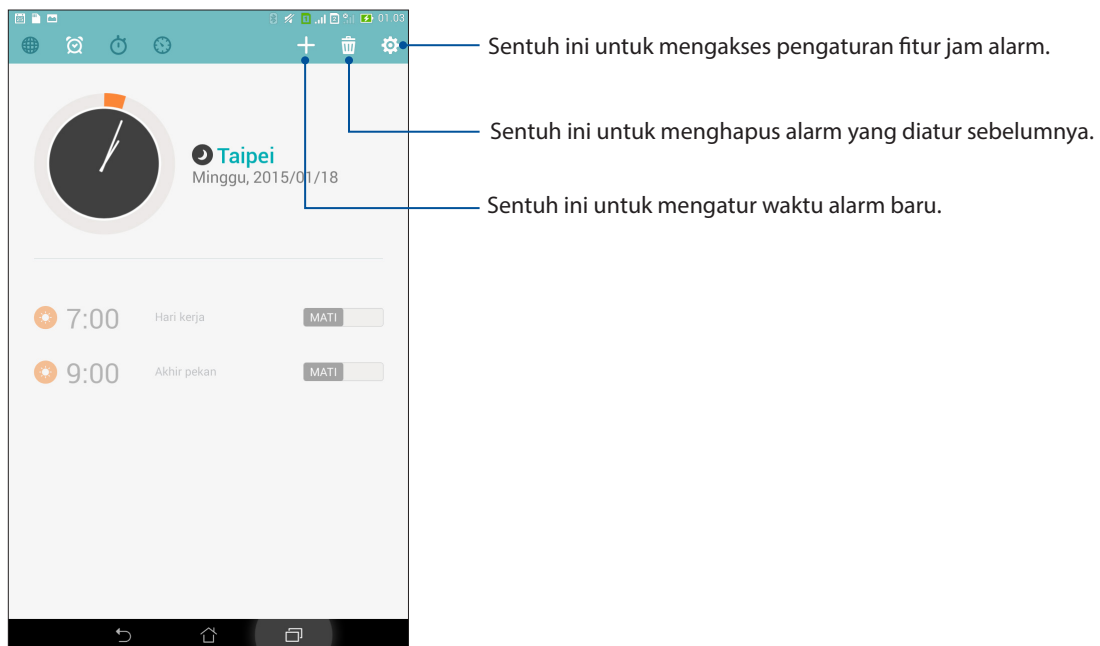 01.03
Sentuh ini untuk mengakses pengaturan fitur jam alarm.
Sentuh ini untuk menghapus alarm yang diatur sebelumnya.
Taipei
Minggu, 2015/01/18
Sentuh ini untuk mengatur waktu alarm baru.
7:00 Hari kerja MATI
9:00 Akhir pekan MATI